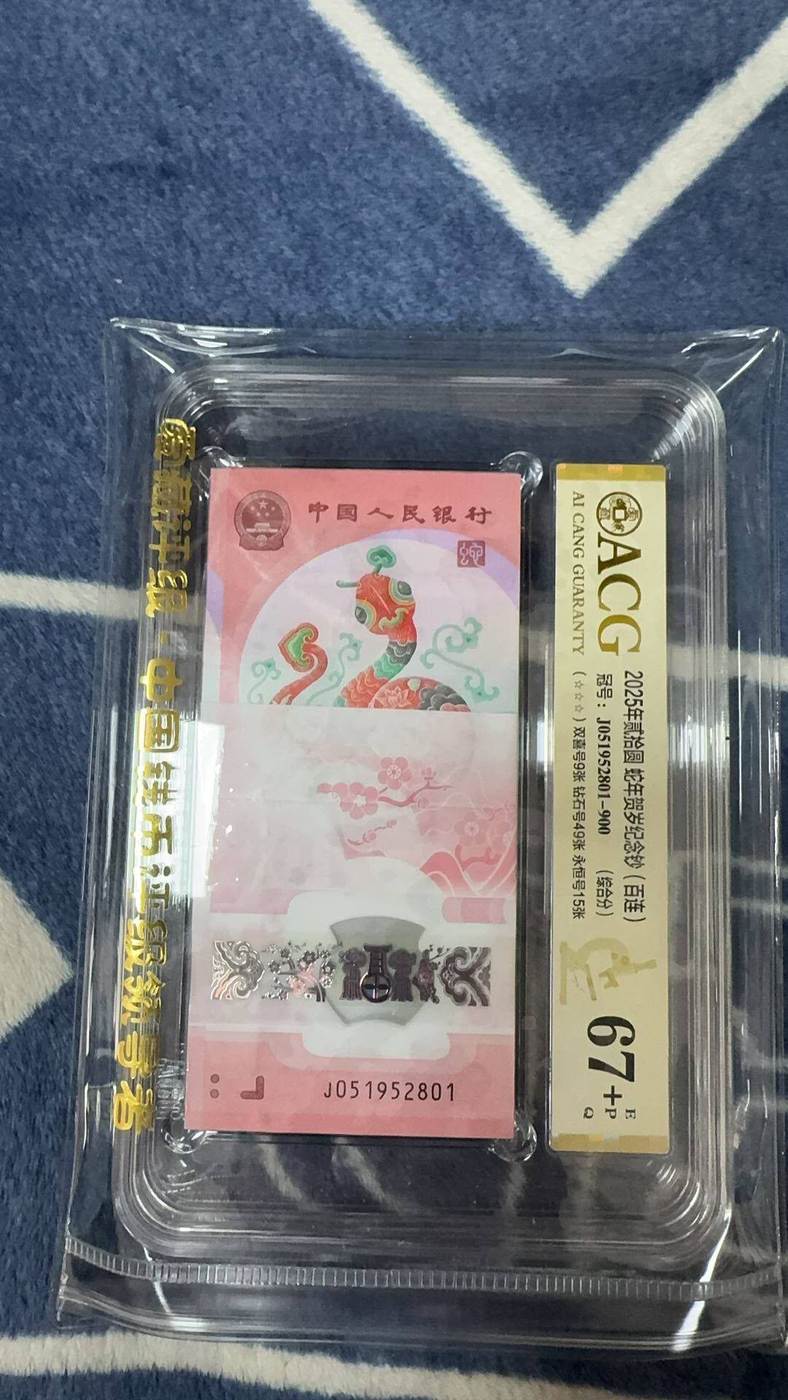 爱藏评级·中国钱币评级领导者
中国人民银行
J051952801
ACG
AI CANG GUARANTY
2025年贰拾圆 蛇年贺岁纪念钞（百连）
冠号：J051952801-900 （综合分）
（☆☆☆）双喜号9张 钻石号49张 永恒号15张
67+
E
P
Q